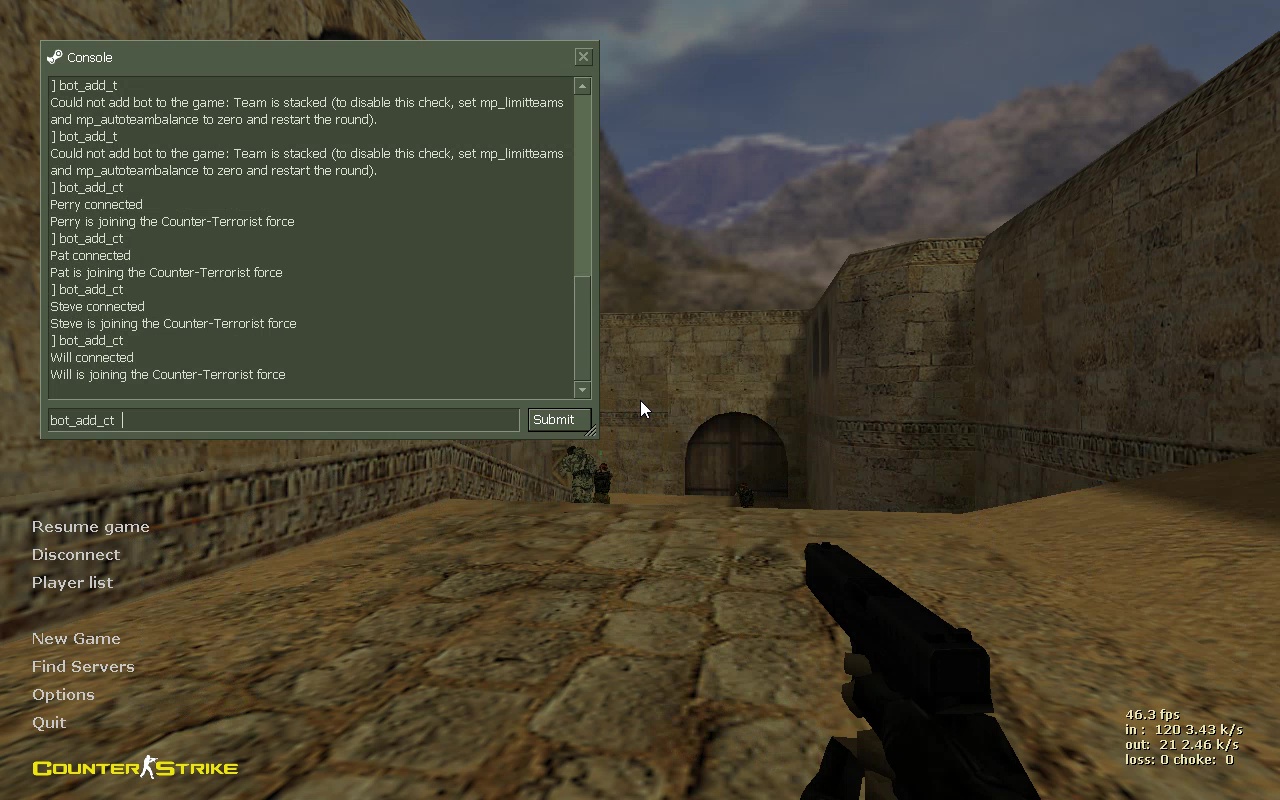 Console
] bot_add_t
Could not add bot to the game: Team is stacked (to disable this check, set mp_limitteams
and mp_autoteambalance to zero and restart the round).
] bot_add_t
Could not add bot to the game: Team is stacked (to disable this check, set mp_limitteams
and mp_autoteambalance to zero and restart the round).
] bot_add_ct
Perry connected
Perry is joining the Counter-Terrorist force
] bot_add_ct
Pat connected
Pat is joining the Counter-Terrorist force
] bot_add_ct
Steve connected
Steve is joining the Counter-Terrorist force
] bot_add_ct
Will connected
Will is joining the Counter-Terrorist force
bot_add_ct
Submit
Resume game
Disconnect
Player list
New Game
Find Servers
Options
Quit
COUNTER STRIKE
46.3 fps
in : 120 3.43 k/s
out: 21 2.46 k/s
loss: 0 choke: 0